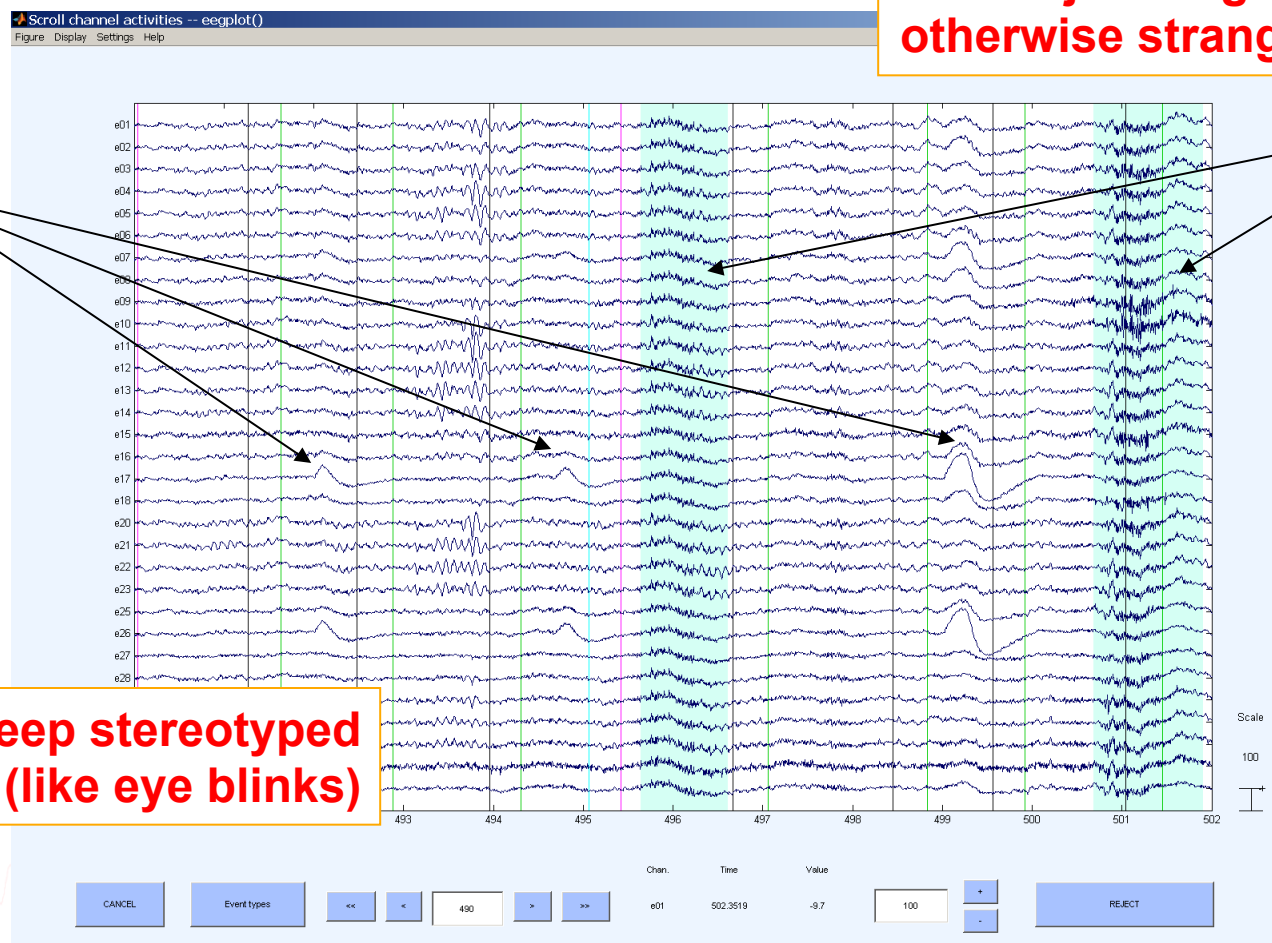 Scroll channel activities -- eegplot()
Figure Display Settings Help
otherwise
e01
e02
e03
e04
e05
e06
e07
e08
e09
e10
e11
e12
e13
e14
e15
e16
e17
e18
e20
e21
e22
e23
e25
e26
e27
e28
eep stereotyped
(like eye blinks)
493 494 495 496 497 498 499 500 501 502
Scale
100
+
Chan. Time Value
CANCEL Event types << < 490 > >> e01 502.3519 -9.7 100 + REJECT
-